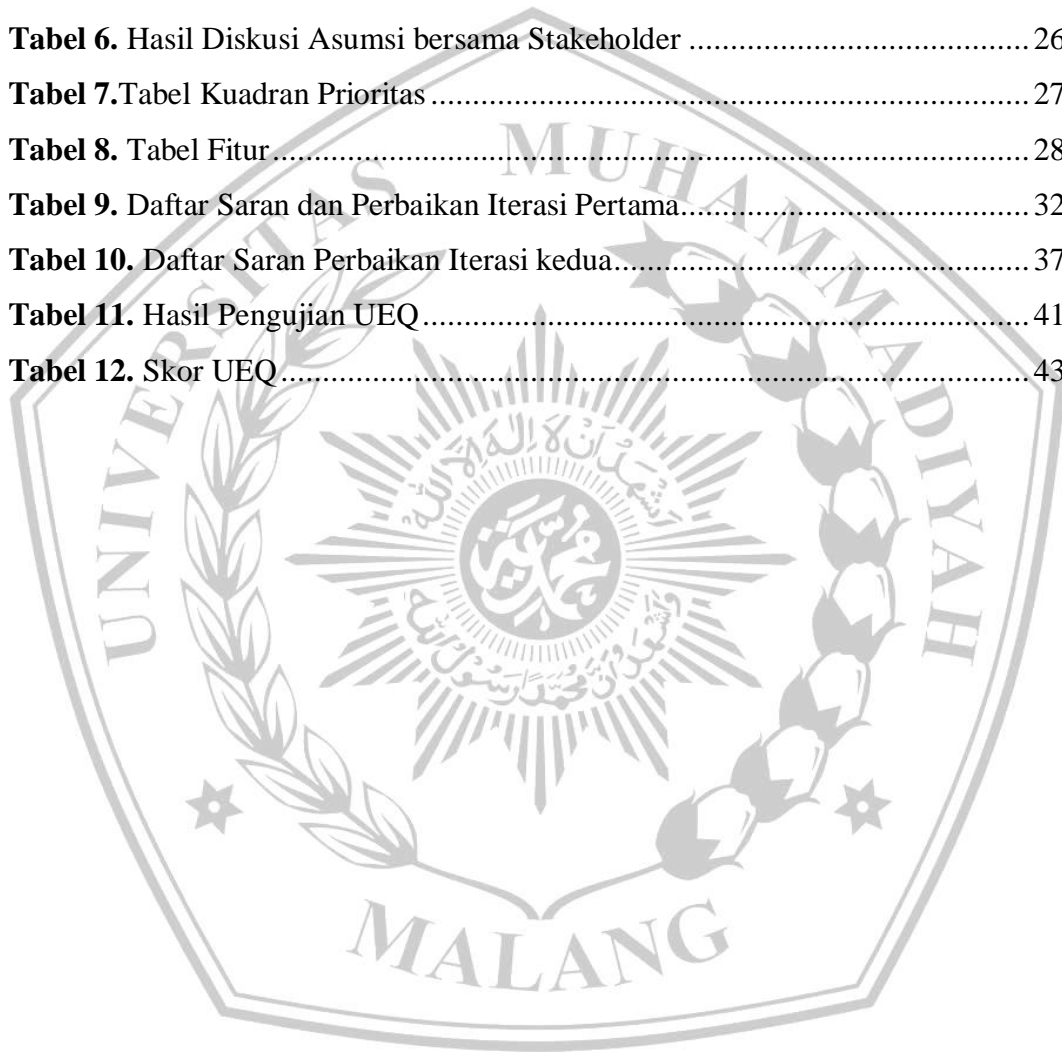 Tabel 6. Hasil Diskusi Asumsi bersama Stakeholder ................................... 26
Tabel 7.Tabel Kuadran Prioritas ................................... 27
Tabel 8. Tabel Fitur ................................... 28
Tabel 9. Daftar Saran dan Perbaikan Iterasi Pertama ................................... 32
Tabel 10. Daftar Saran Perbaikan Iterasi kedua ................................... 37
Tabel 11. Hasil Pengujian UEQ ................................... 41
Tabel 12. Skor UEQ ................................... 43
UNIVERSITAS MUHAMMADIYAH
MALANG